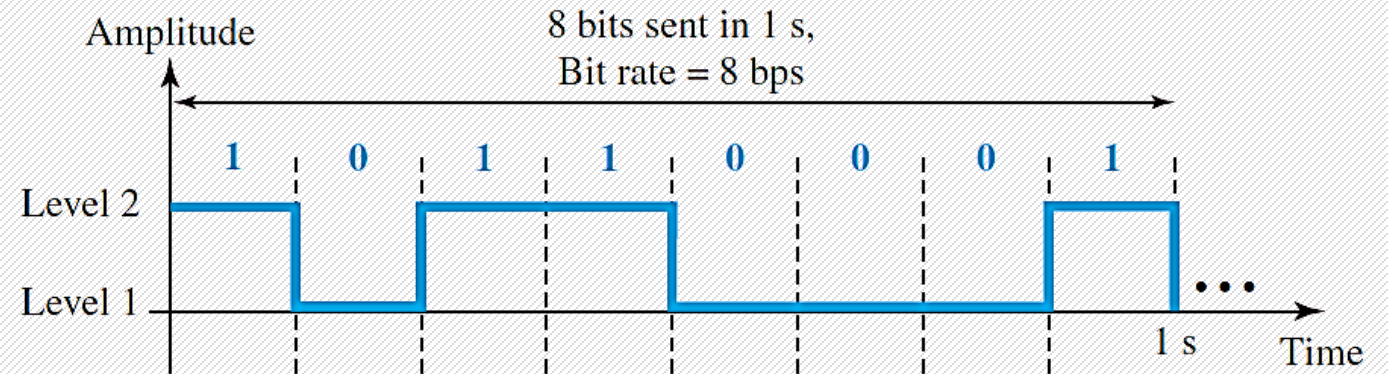 Amplitude
8 bits sent in 1 s,
Bit rate = 8 bps
1 0 1 1 0 0 0 1
Level 2
Level 1
1 s
Time